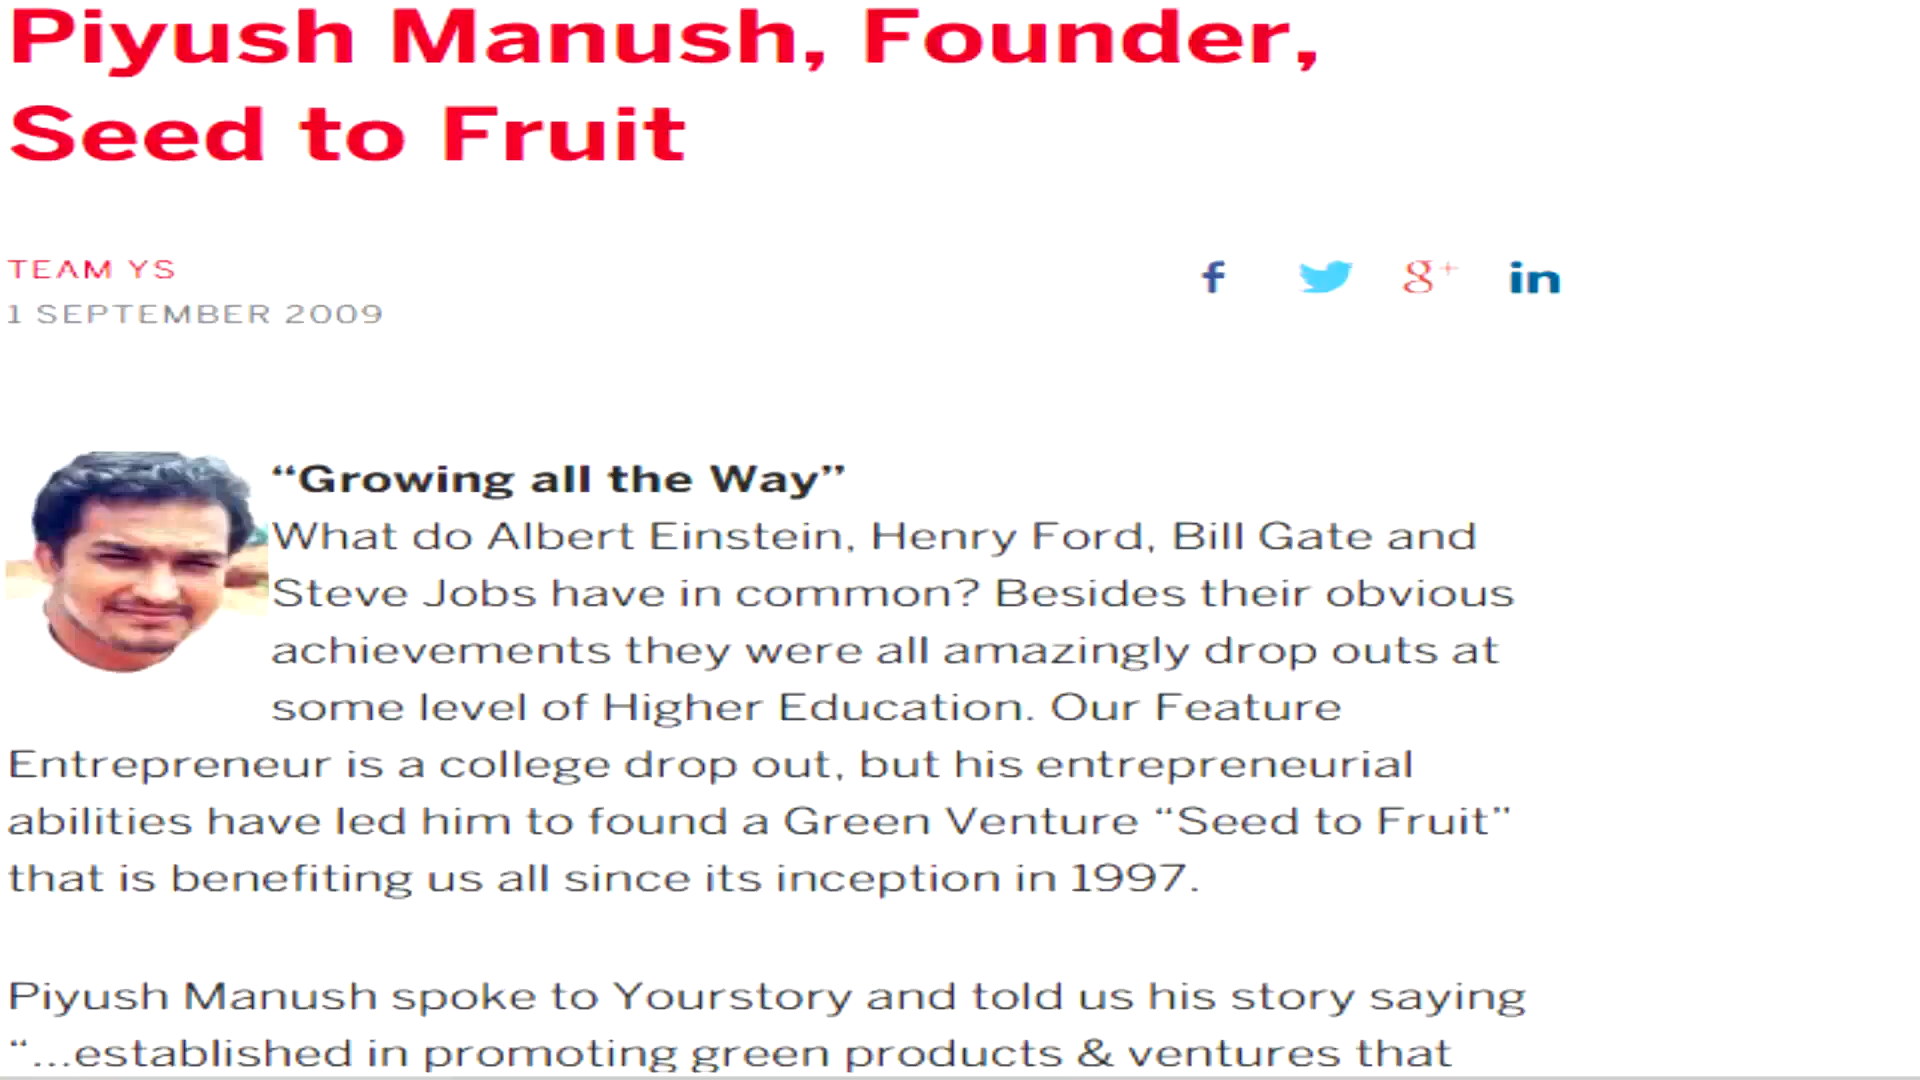 Piyush Manush, Founder,
Seed to Fruit
TEAM YS
1 SEPTEMBER 2009
f g+ in
“Growing all the Way”
What do Albert Einstein, Henry Ford, Bill Gate and
Steve Jobs have in common? Besides their obvious
achievements they were all amazingly drop outs at
some level of Higher Education. Our Feature
Entrepreneur is a college drop out, but his entrepreneurial
abilities have led him to found a Green Venture “Seed to Fruit”
that is benefiting us all since its inception in 1997.
Piyush Manush spoke to Yourstory and told us his story saying
“...established in promoting green products & ventures that